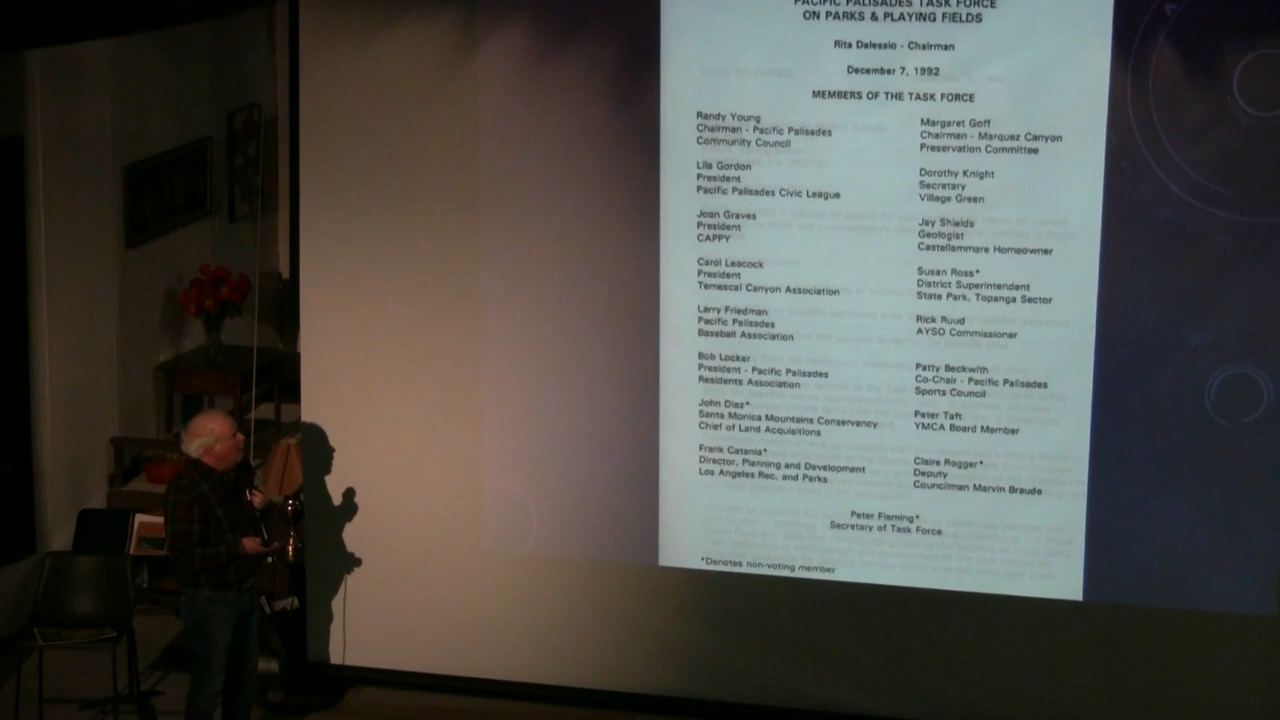 PACIFIC PALISADES TASK FORCE
ON PARKS & PLAYING FIELDS
Rita Dalessio - Chairman
December 7, 1992
MEMBERS OF THE TASK FORCE
Randy Young
Chairman - Pacific Palisades
Community Council
Lila Gordon
President
Pacific Palisades Civic League
Joan Graves
President
CAPPY
Carol Leacock
President
Temescal Canyon Association
Larry Friedman
Pacific Palisades
Baseball Association
Bob Locker
President - Pacific Palisades
Residents Association
John Diaz*
Santa Monica Mountains Conservancy
Chief of Land Acquisitions
Frank Catania*
Director, Planning and Development
Los Angeles Rec. and Parks
Margaret Goff
Chairman - Marquez Canyon
Preservation Committee
Dorothy Knight
Secretary
Village Green
Jay Shields
Geologist
Castellammare Homeowner
Susan Ross*
District Superintendent
State Park, Topanga Sector
Rick Ruud
AYSO Commissioner
Patty Beckwith
Co-Chair - Pacific Palisades
Sports Council
Peter Taft
YMCA Board Member
Claire Rogger*
Deputy
Councilman Marvin Braude
Peter Fleming*
Secretary of Task Force
*Denotes non-voting member